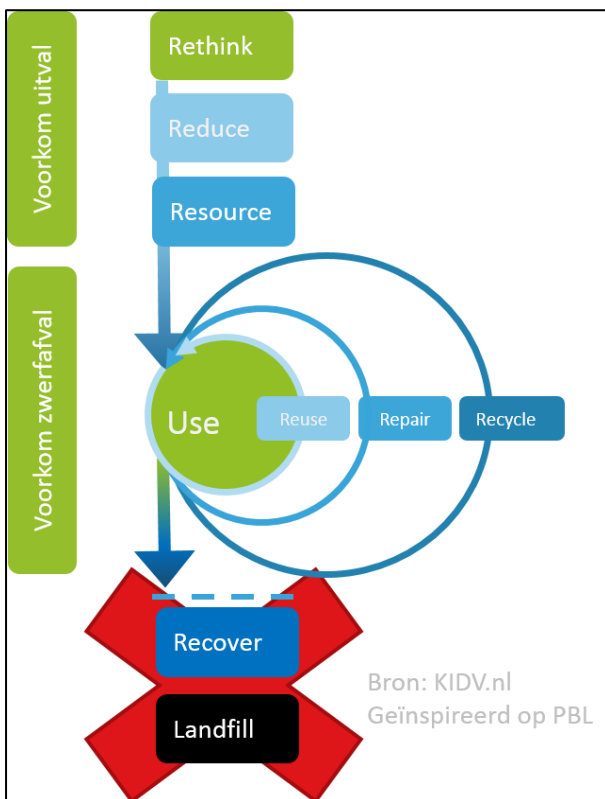 Voorkom uitval
Rethink
Reduce
Resource
Voorkom zwerfafval
Use
Reuse
Repair
Recycle
Recover
Landfill
Bron: KIDV.nl
Geïnspireerd op PBL